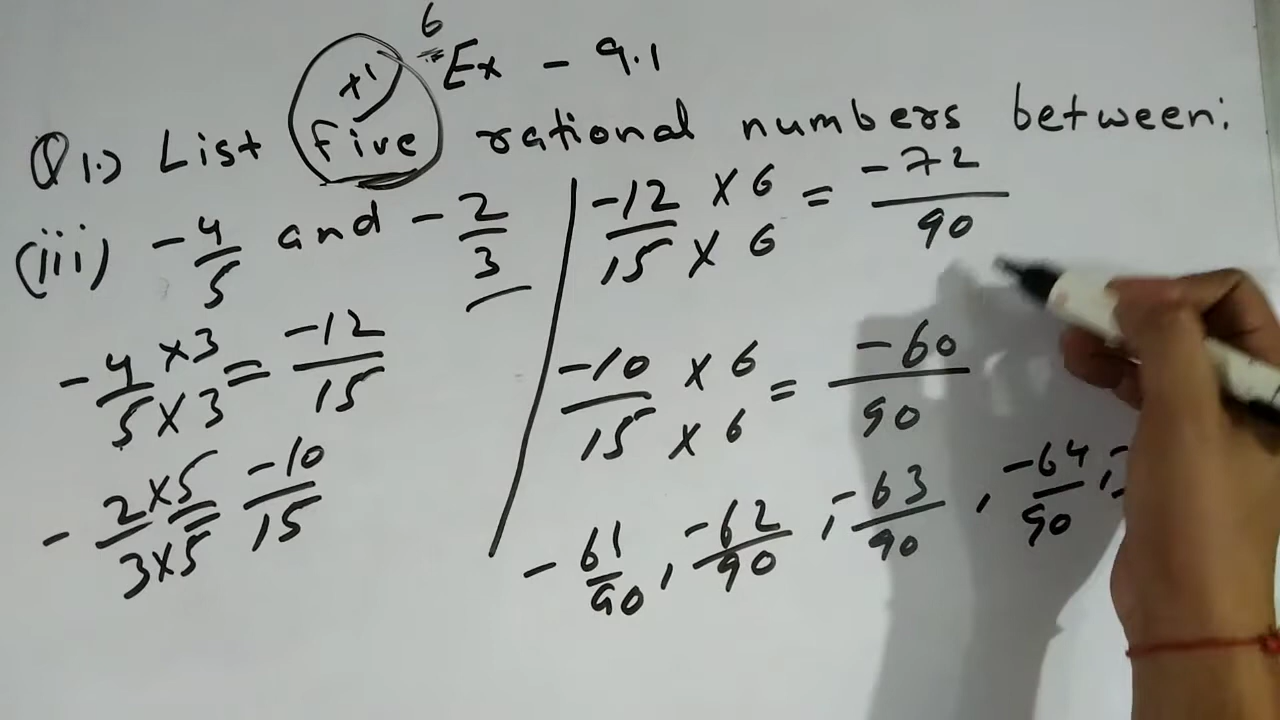 6
Ex - 9.1
+1
Q1.) List five rational numbers between:
(iii) -4/5 and -2/3
-4×3/5×3 = -12/15
-2×5/3×5 = -10/15
-12/15 × 6/× 6 = -72/90
-10/15 × 6/× 6 = -60/90
-61/90, -62/90, -63/90, -64/90,